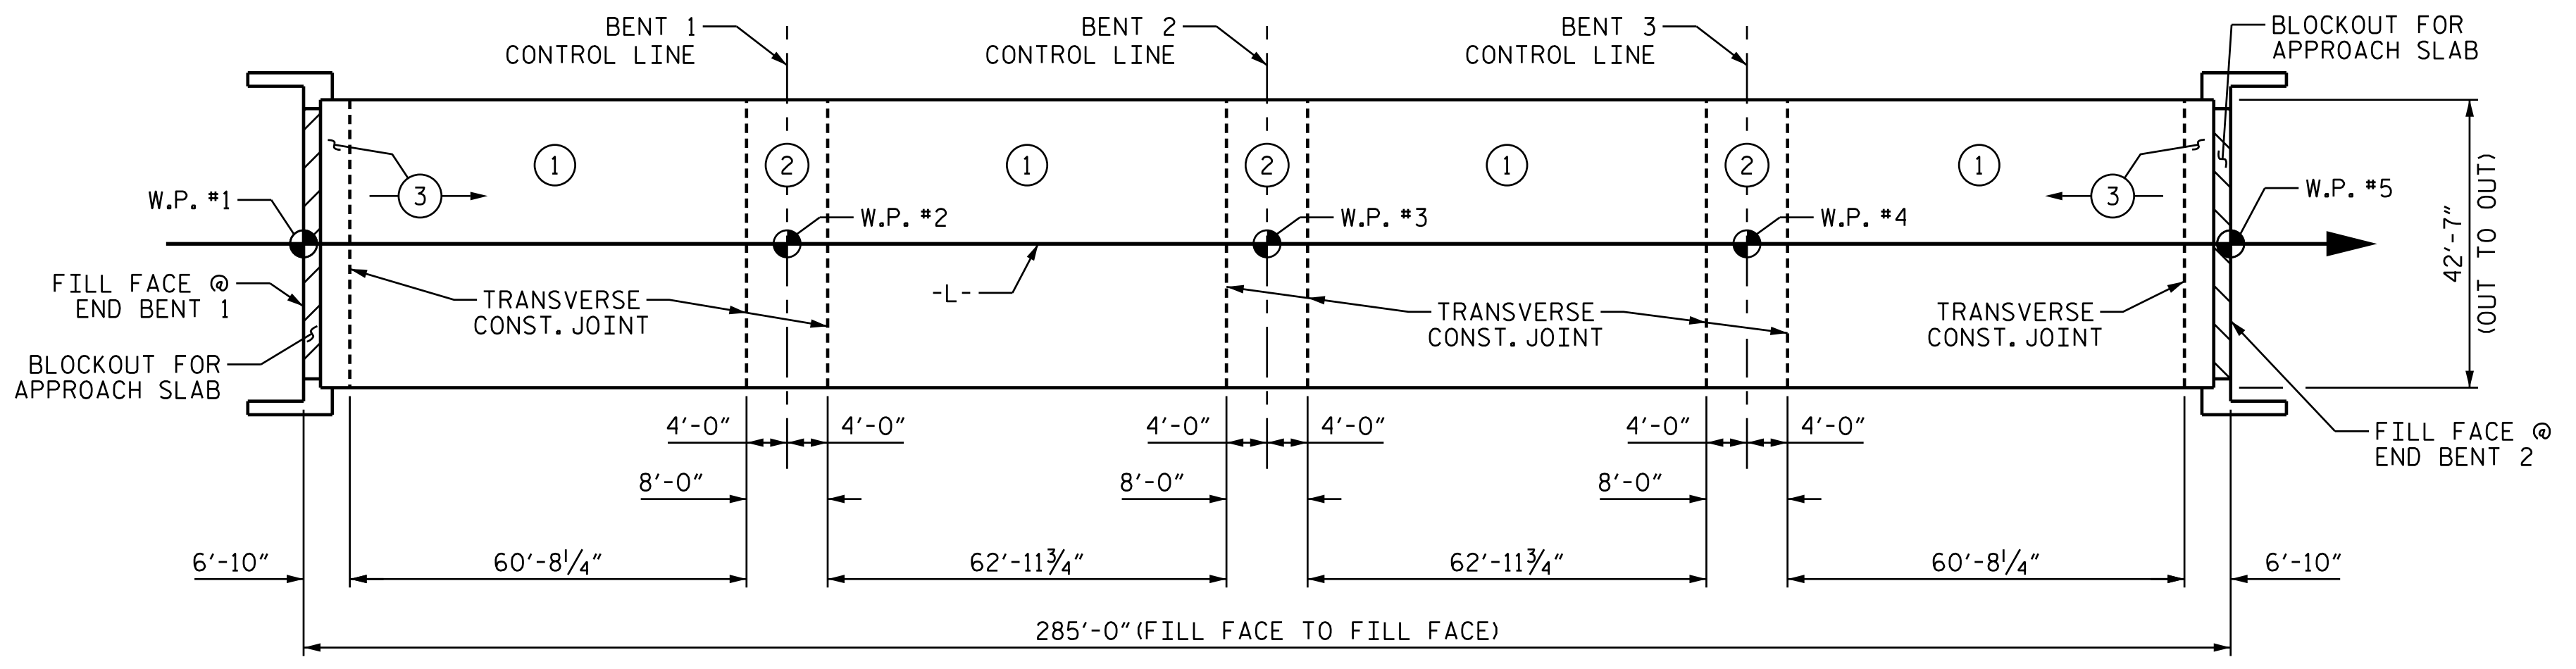 BENT 1
CONTROL LINE
BENT 2
CONTROL LINE
BENT 3
CONTROL LINE
BLOCKOUT FOR
APPROACH SLAB
1
2
1
2
1
2
1
3
3
W.P. #1
W.P. #2
W.P. #3
W.P. #4
W.P. #5
42'-7"
(OUT TO OUT)
FILL FACE @
END BENT 1
-L-
TRANSVERSE
CONST. JOINT
TRANSVERSE
CONST. JOINT
TRANSVERSE
CONST. JOINT
BLOCKOUT FOR
APPROACH SLAB
FILL FACE @
END BENT 2
4'-0" 4'-0" 4'-0" 4'-0" 4'-0" 4'-0"
8'-0" 8'-0" 8'-0"
6'-10" 60'-8 1/4" 62'-11 3/4" 62'-11 3/4" 60'-8 1/4" 6'-10"
285'-0" (FILL FACE TO FILL FACE)